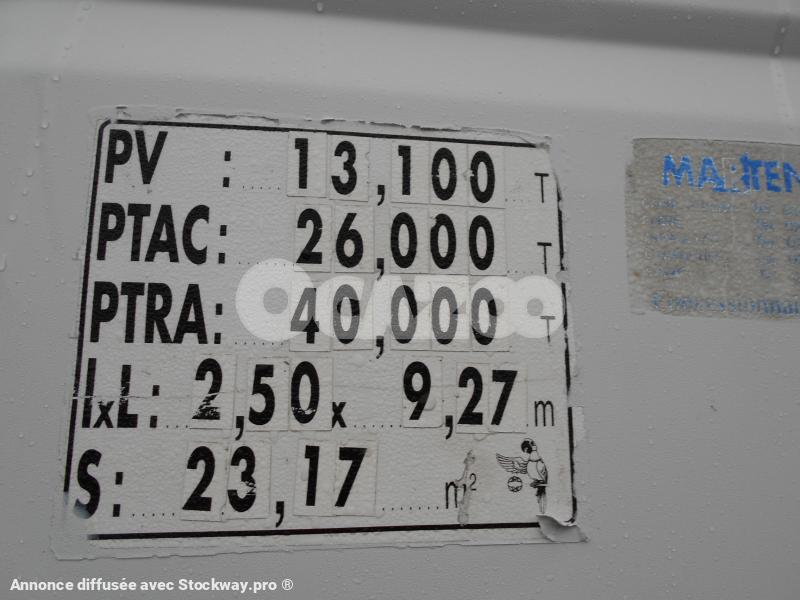 PV : ..... 13,100 ... T
PTAC: ..... 26,000 ... T
PTRA: .... 40,000 ... T
lxL: ... 2,50 x 9,27 m
S: ...... 23,17 ....... m²
Concessionnai
Annonce diffusée avec Stockway.pro ®